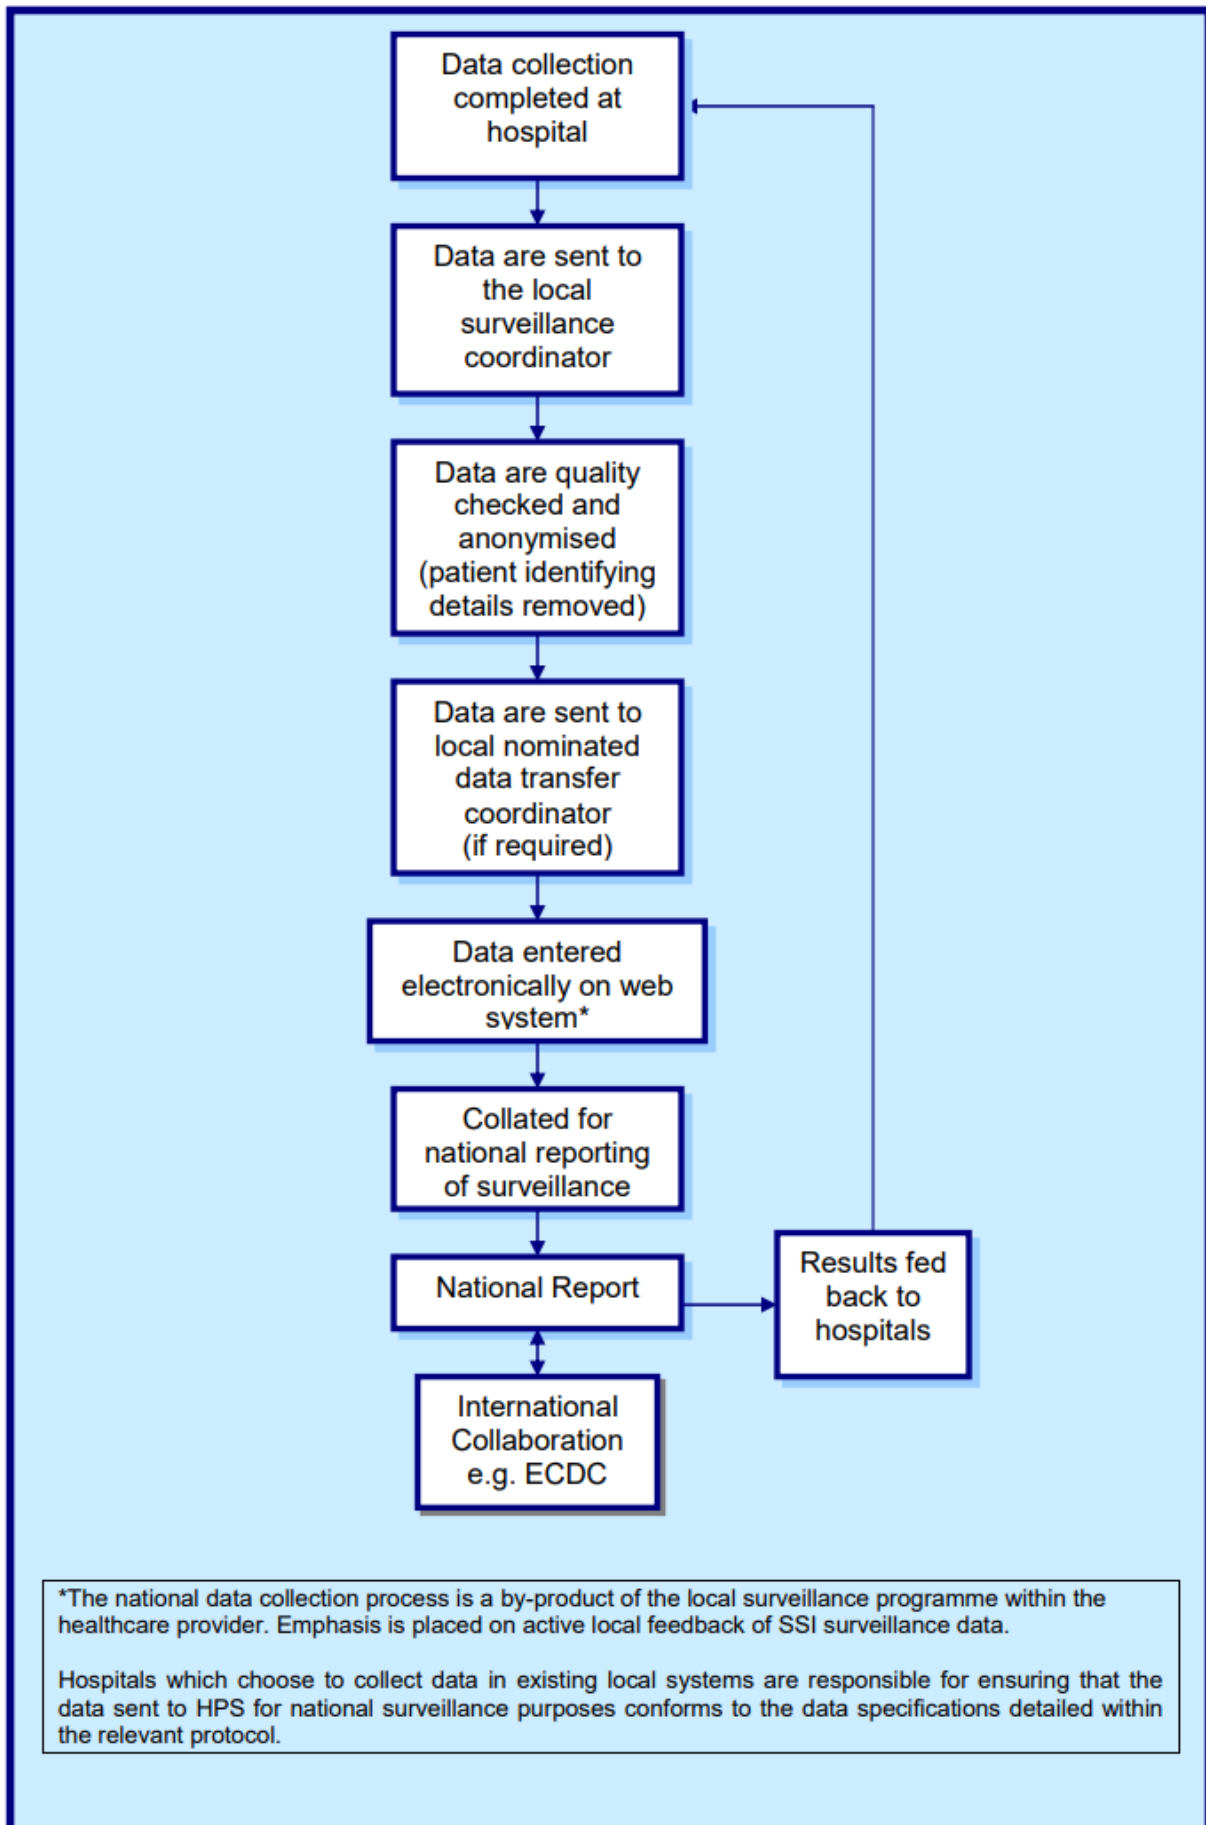 Data collection
completed at
hospital
Data are sent to
the local
surveillance
coordinator
Data are quality
checked and
anonymised
(patient identifying
details removed)
Data are sent to
local nominated
data transfer
coordinator
(if required)
Data entered
electronically on web
system*
Collated for
national reporting
of surveillance
National Report
Results fed
back to
hospitals
International
Collaboration
e.g. ECDC
*The national data collection process is a by-product of the local surveillance programme within the
healthcare provider. Emphasis is placed on active local feedback of SSI surveillance data.
Hospitals which choose to collect data in existing local systems are responsible for ensuring that the
data sent to HPS for national surveillance purposes conforms to the data specifications detailed within
the relevant protocol.